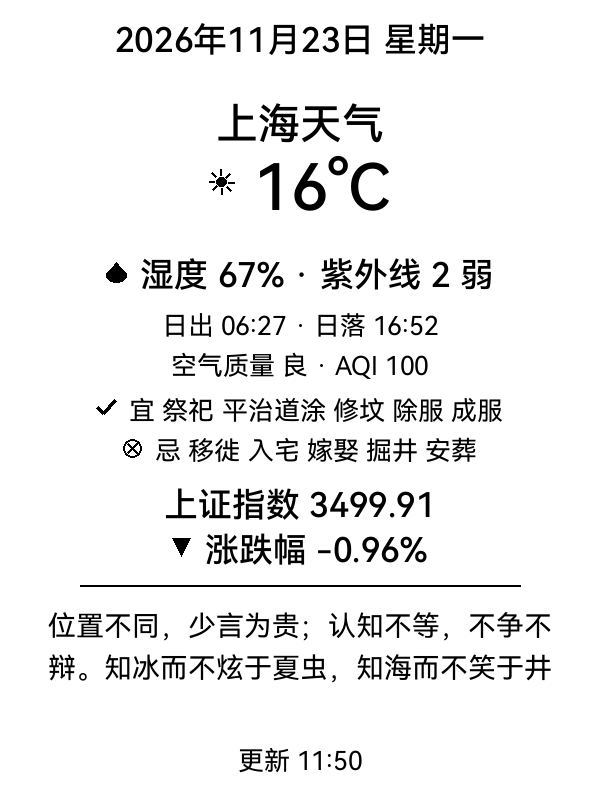 2026年11月23日 星期一
上海天气
16°C
湿度 67% · 紫外线 2 弱
日出 06:27 · 日落 16:52
空气质量 良 · AQI 100
宜 祭祀 平治道涂 修坟 除服 成服
忌 移徙 入宅 嫁娶 掘井 安葬
上证指数 3499.91
▼ 涨跌幅 -0.96%
位置不同，少言为贵；认知不等，不争不
辩。知冰而不炫于夏虫，知海而不笑于井
更新 11:50